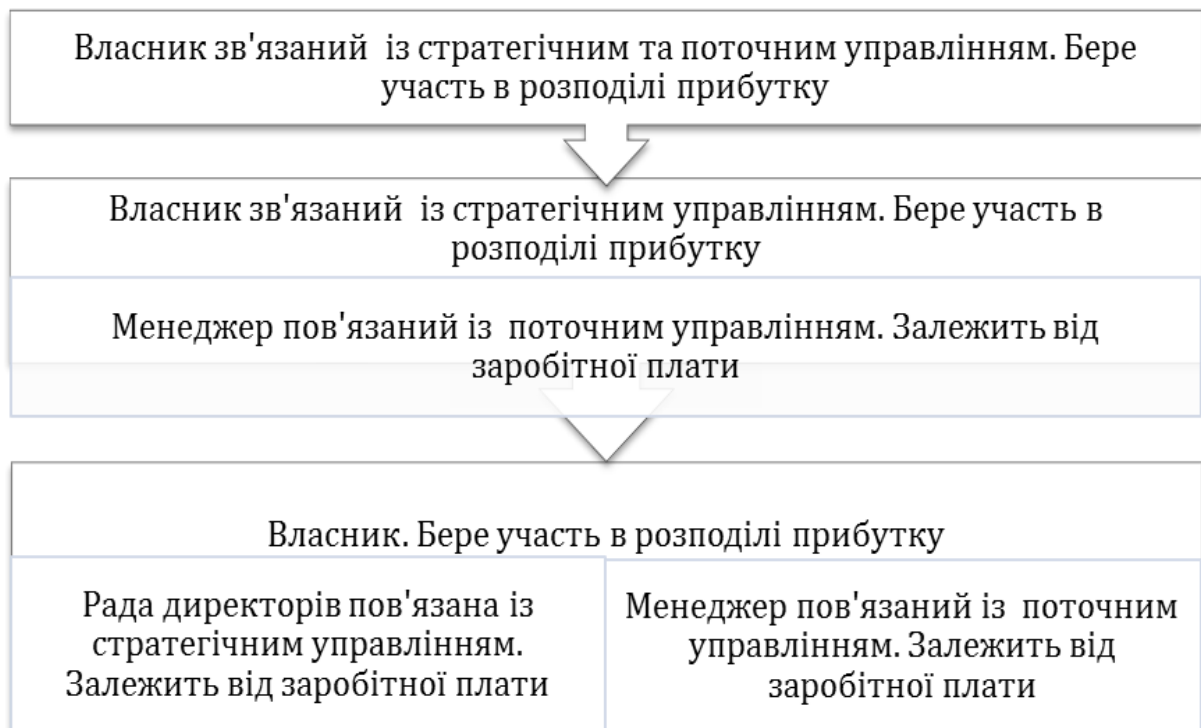 Власник зв'язаний із стратегічним та поточним управлінням. Бере
участь в розподілі прибутку
Власник зв'язаний із стратегічним управлінням. Бере участь в
розподілі прибутку
Менеджер пов'язаний із поточним управлінням. Залежить від
заробітної плати
Власник. Бере участь в розподілі прибутку
Рада директорів пов'язана із
стратегічним управлінням.
Залежить від заробітної плати
Менеджер пов'язаний із поточним
управлінням. Залежить від
заробітної плати